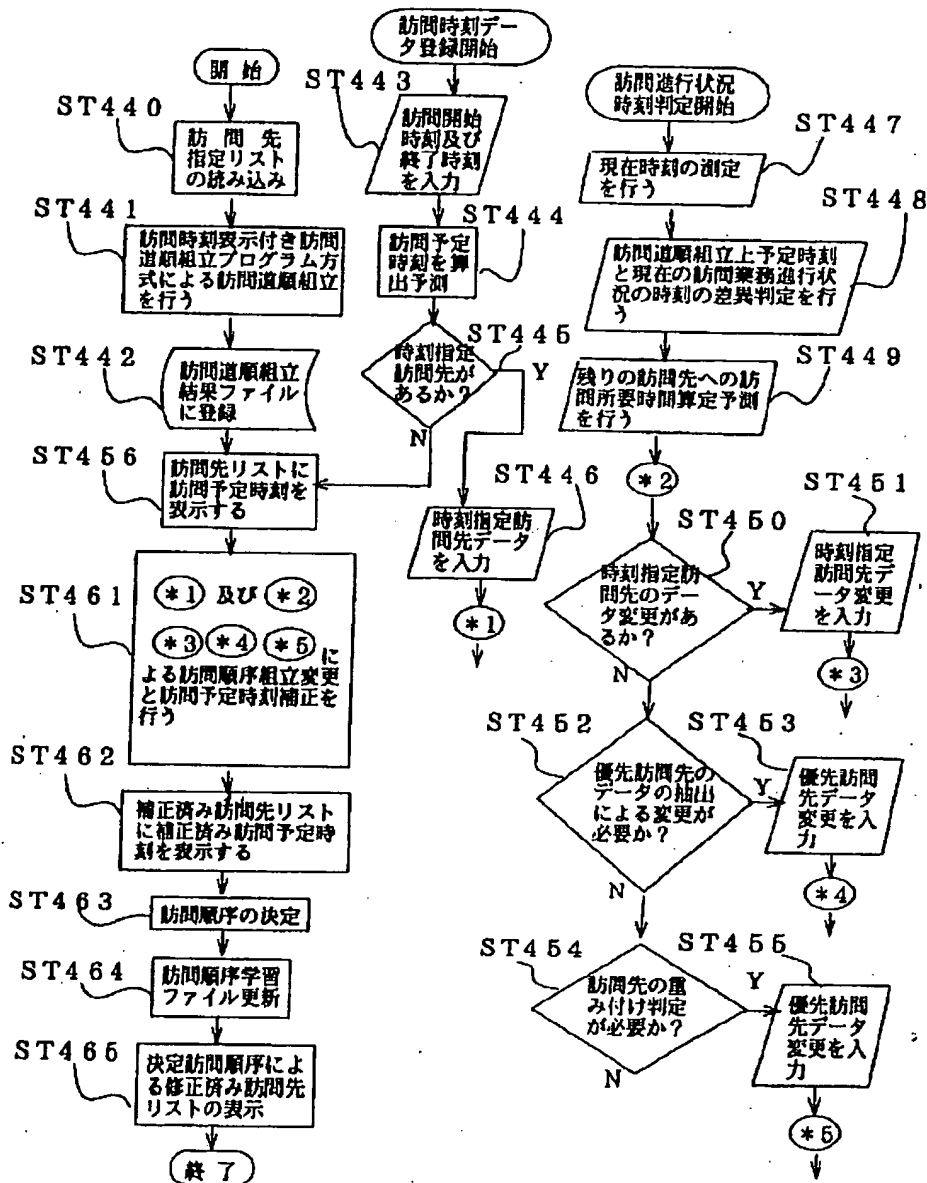 開 始
ST440
訪 問 先
指定リスト
の読み込み
ST441
訪問時刻表示付き訪問
道順組立プログラム方
式による訪問道順組立
を行う
ST442
訪問道順組立
結果ファイル
に登録
ST456
訪問先リストに
訪問予定時刻を
表示する
ST461
*1 及び *2
*3 *4 *5 に
よる訪問順序組立変更
と訪問予定時刻補正を
行う
ST462
補正済み訪問先リスト
に補正済み訪問予定時
刻を表示する
ST463
訪問順序の決定
ST464
訪問順序学習
ファイル更新
ST465
決定訪問順序によ
る修正済み訪問先
リストの表示
終 了
訪問時刻デー
タ登録開始
ST443
訪問開始
時刻及び
終了時刻
を入力
ST444
訪問予定
時刻を算
出予測
ST445
時刻指定
訪問先が
あるか?
Y
N
ST446
時刻指定訪
問先データ
を入力
*1
訪問進行状況
時刻判定開始
ST447
現在時刻の測定
を行う
ST448
訪問道順組立上予定時刻
と現在の訪問業務進行状
況の時刻の差異判定を行
う
ST449
残りの訪問先への訪
問所要時間算定予測
を行う
*2
ST450
時刻指定訪
問先のデー
タ変更があ
るか?
Y
N
ST451
時刻指定
訪問先デ
ータ変更
を入力
*3
ST452
優先訪問先の
データの抽出
による変更が
必要か?
Y
N
ST453
優先訪問
先データ
変更を入
力
*4
ST454
訪問先の重
み付け判定
が必要か?
Y
N
ST455
優先訪問
先データ
変更を入
力
*5